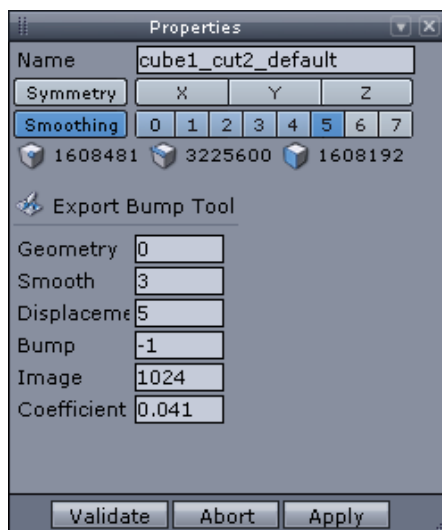 Properties
Name cube1_cut2_default
Symmetry X Y Z
Smoothing 0 1 2 3 4 5 6 7
1608481 3225600 1608192
Export Bump Tool
Geometry 0
Smooth 3
Displaceme 5
Bump -1
Image 1024
Coefficient 0.041
Validate Abort Apply